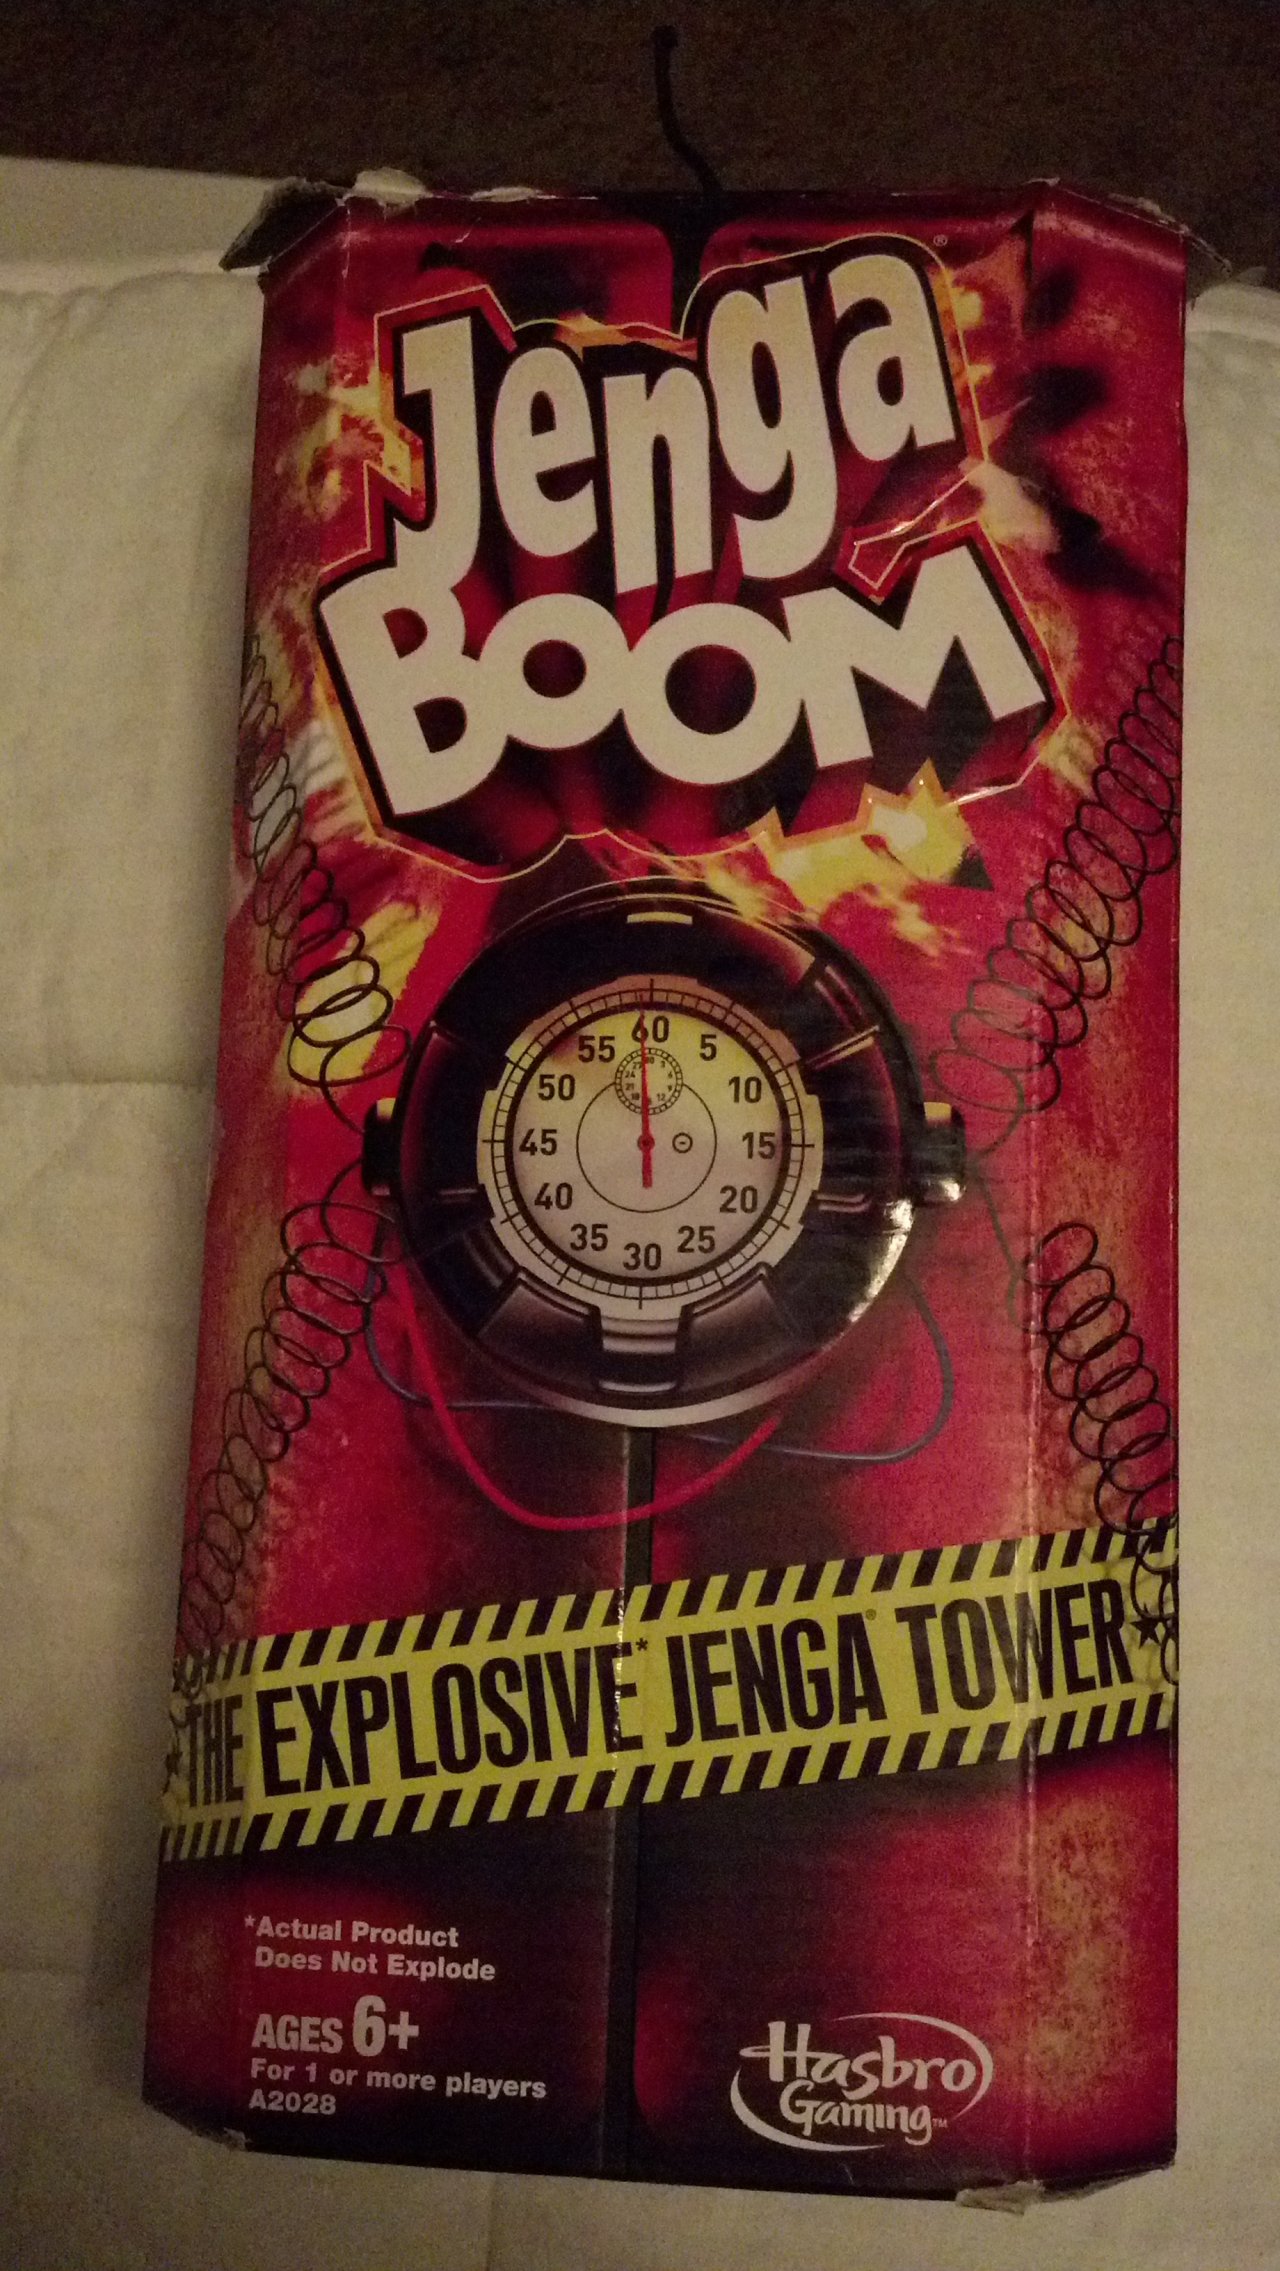 Jenga®
BOOM
60
55 5
50 10
45 15
40 20
35 25
30
THE EXPLOSIVE* JENGA® TOWER
*Actual Product
Does Not Explode
AGES 6+
For 1 or more players
A2028
Hasbro
Gaming™